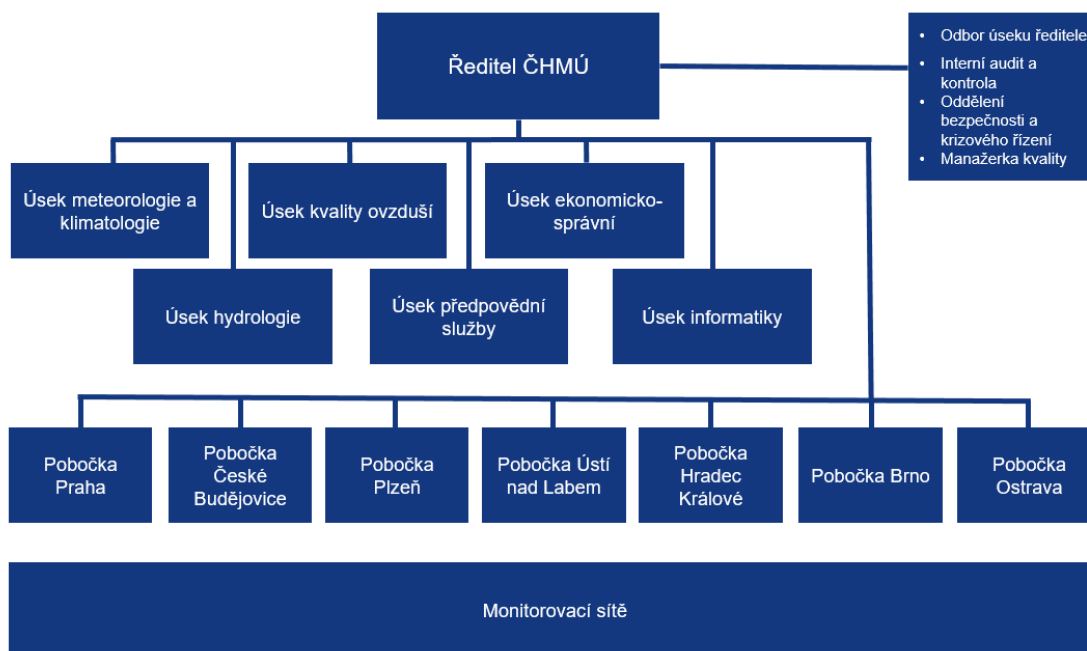 Ředitel ČHMÚ
• Odbor úseku ředitele
• Interní audit a
kontrola
• Oddělení
bezpečnosti a
krizového řízení
• Manažerka kvality
Úsek meteorologie a
klimatologie
Úsek kvality ovzduší
Úsek ekonomicko-
správní
Úsek hydrologie
Úsek předpovědní
služby
Úsek informatiky
Pobočka
Praha
Pobočka
České
Budějovice
Pobočka
Plzeň
Pobočka Ústí
nad Labem
Pobočka
Hradec
Králové
Pobočka Brno
Pobočka
Ostrava
Monitorovací sítě